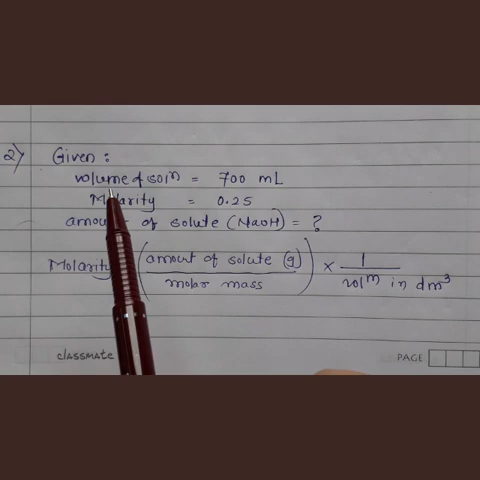 2) Given :
volume of solⁿ = 700 mL
Molarity = 0.25
amount of solute (NaOH) = ?
Molarity (amount of solute (g) / molar mass) × 1 / volᵐ in dm³
classmate PAGE